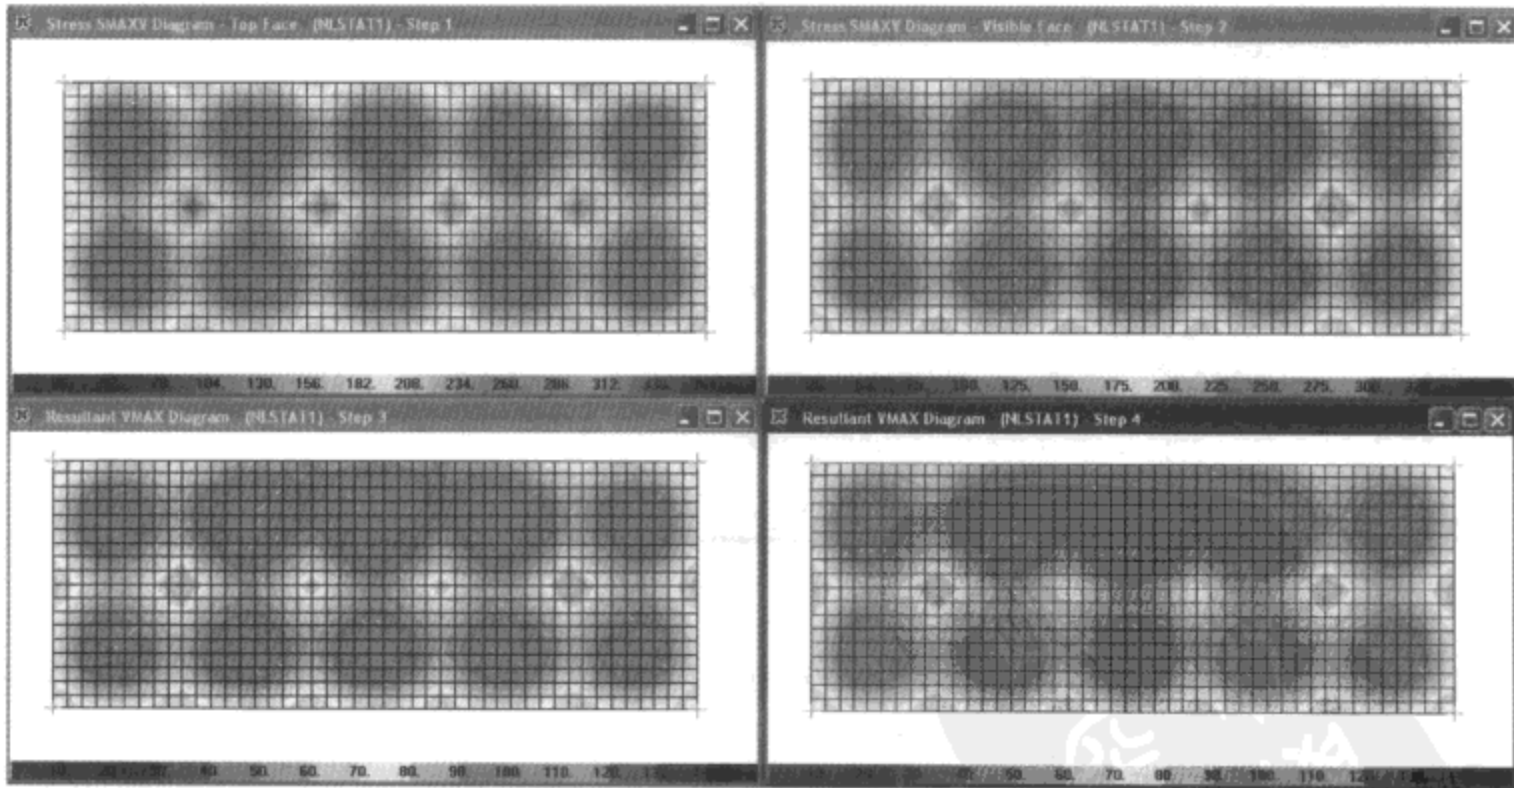 Stress SMAXV Diagram - Top Face (NLSTAT1) - Step 1
Stress SMAXV Diagram - Visible Face (NLSTAT1) - Step 2
78. 104. 130. 156. 182. 208. 234. 260. 286. 312.
100. 125. 150. 175. 200. 225. 250. 275. 300.
Resultant VMAX Diagram (NLSTAT1) - Step 3
Resultant VMAX Diagram (NLSTAT1) Step 4
40. 50. 60. 70. 80. 90. 100. 110. 120.
40. 50. 60. 70. 80. 90. 100. 110.